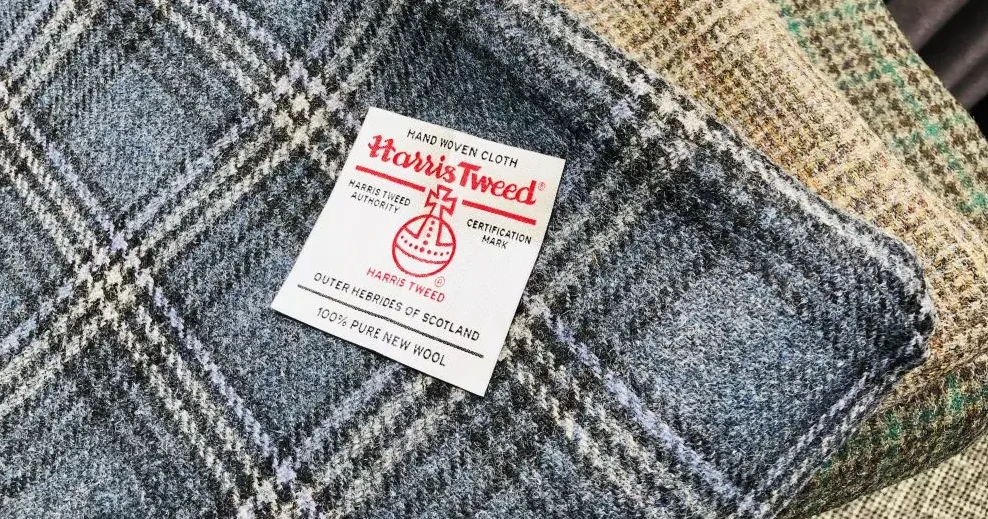 HAND WOVEN CLOTH
Harris Tweed®
HARRIS TWEED
AUTHORITY
CERTIFICATION
MARK
HARRIS TWEED
OUTER HEBRIDES OF SCOTLAND
100% PURE NEW WOOL